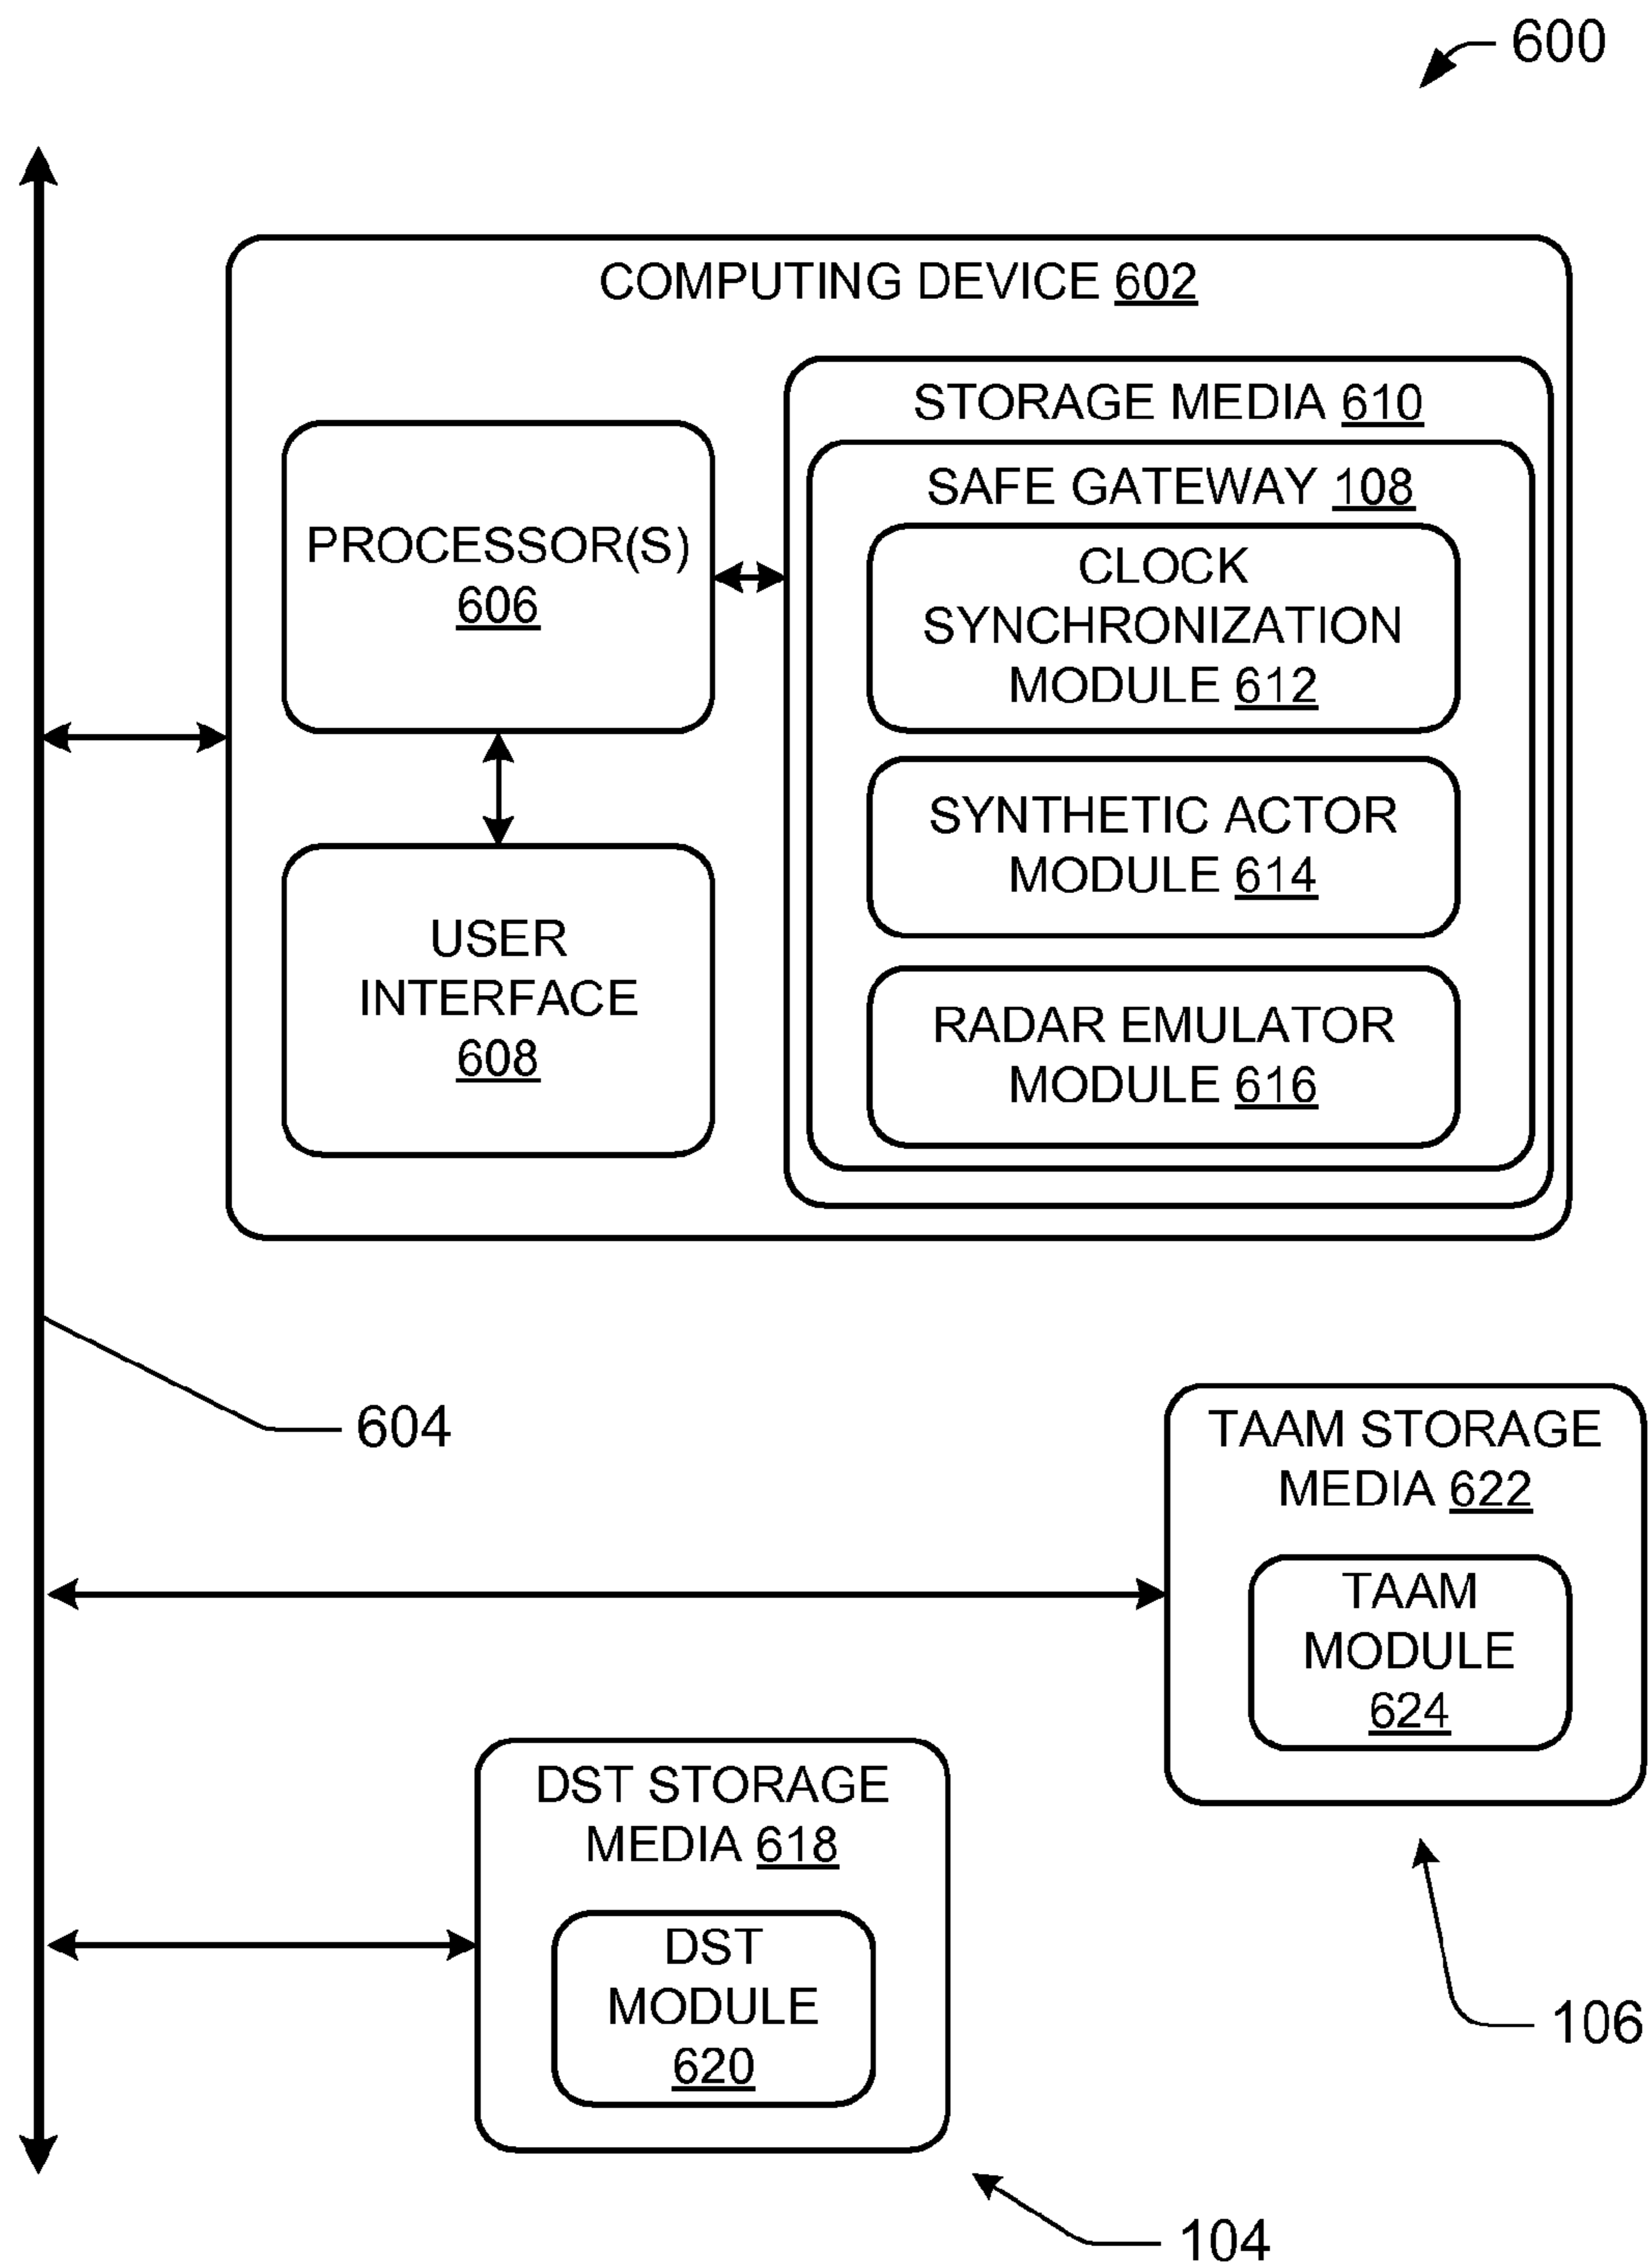 600
COMPUTING DEVICE 602
PROCESSOR(S)
606
USER
INTERFACE
608
STORAGE MEDIA 610
SAFE GATEWAY 108
CLOCK
SYNCHRONIZATION
MODULE 612
SYNTHETIC ACTOR
MODULE 614
RADAR EMULATOR
MODULE 616
604
TAAM STORAGE
MEDIA 622
TAAM
MODULE
624
106
DST STORAGE
MEDIA 618
DST
MODULE
620
104